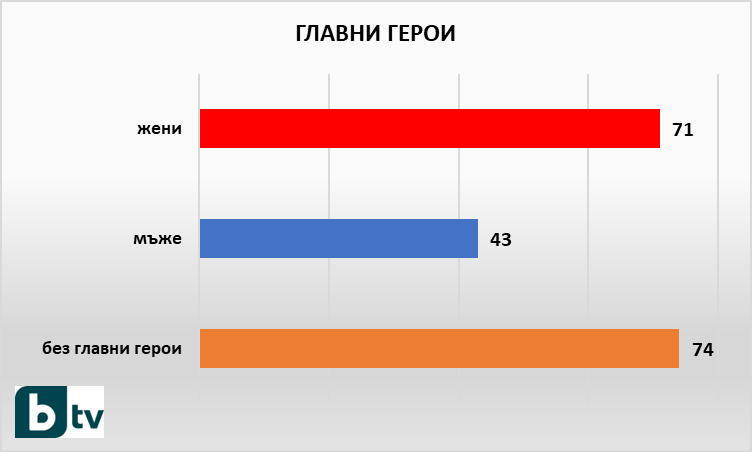 ГЛАВНИ ГЕРОИ
жени 71
мъже 43
без главни герои 74
btv